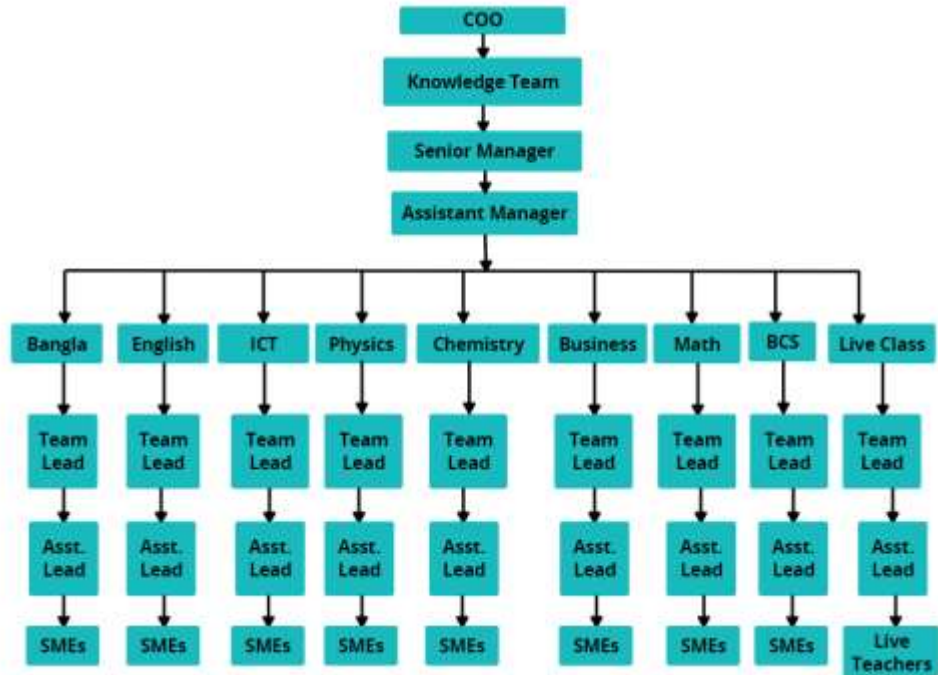 COO
Knowledge Team
Senior Manager
Assistant Manager
Bangla
English
ICT
Physics
Chemistry
Business
Math
BCS
Live Class
Team
Lead
Team
Lead
Team
Lead
Team
Lead
Team
Lead
Team
Lead
Team
Lead
Team
Lead
Team
Lead
Asst.
Lead
Asst.
Lead
Asst.
Lead
Asst.
Lead
Asst.
Lead
Asst.
Lead
Asst.
Lead
Asst.
Lead
Asst.
Lead
SMEs
SMEs
SMEs
SMEs
SMEs
SMEs
SMEs
SMEs
Live
Teachers